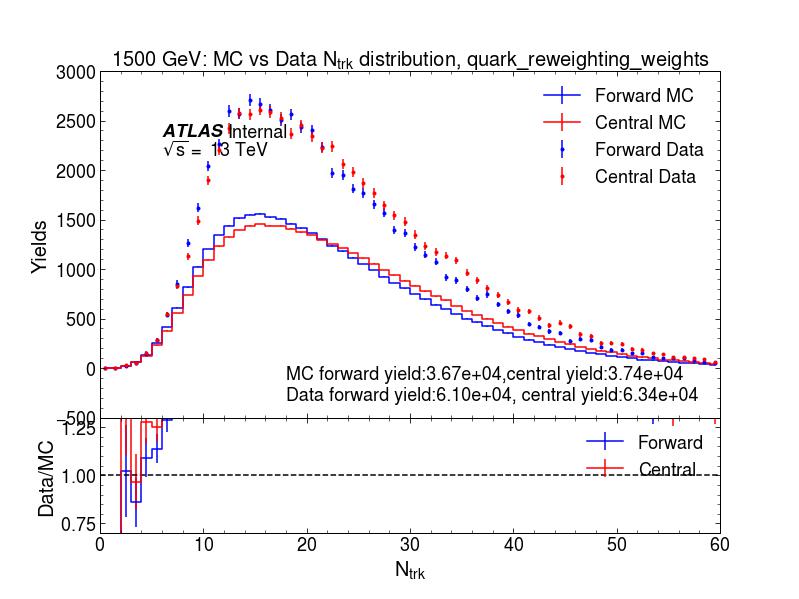 1500 GeV: MC vs Data Ntrk distribution, quark_reweighting_weights
3000
2500
2000
1500
1000
500
0
−500
Yields
ATLAS Internal
√s = 13 TeV
Forward MC
Central MC
Forward Data
Central Data
MC forward yield:3.67e+04,central yield:3.74e+04
Data forward yield:6.10e+04, central yield:6.34e+04
1.25
1.00
0.75
Data/MC
Forward
Central
0 10 20 30 40 50 60
Ntrk